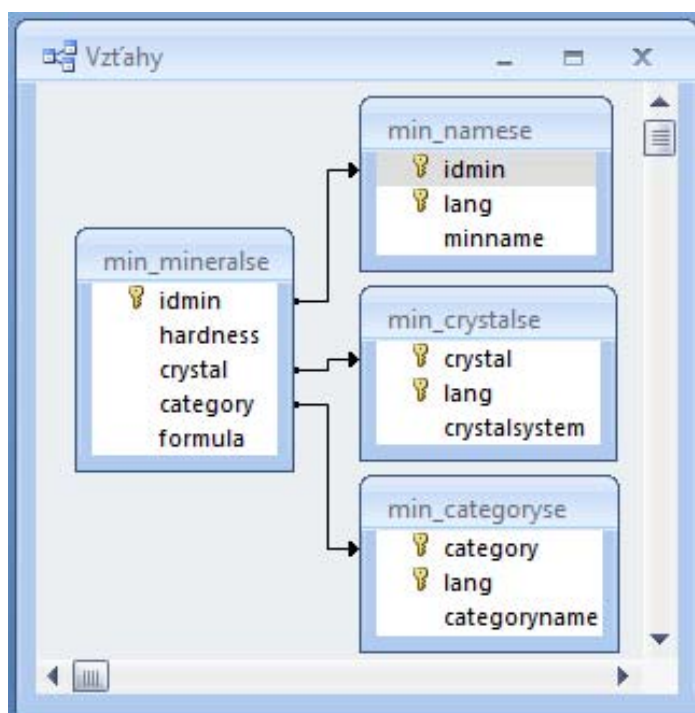 Vzťahy
min_mineralse
idmin
hardness
crystal
category
formula
min_namese
idmin
lang
minname
min_crystalse
crystal
lang
crystalsystem
min_categoryse
category
lang
categoryname